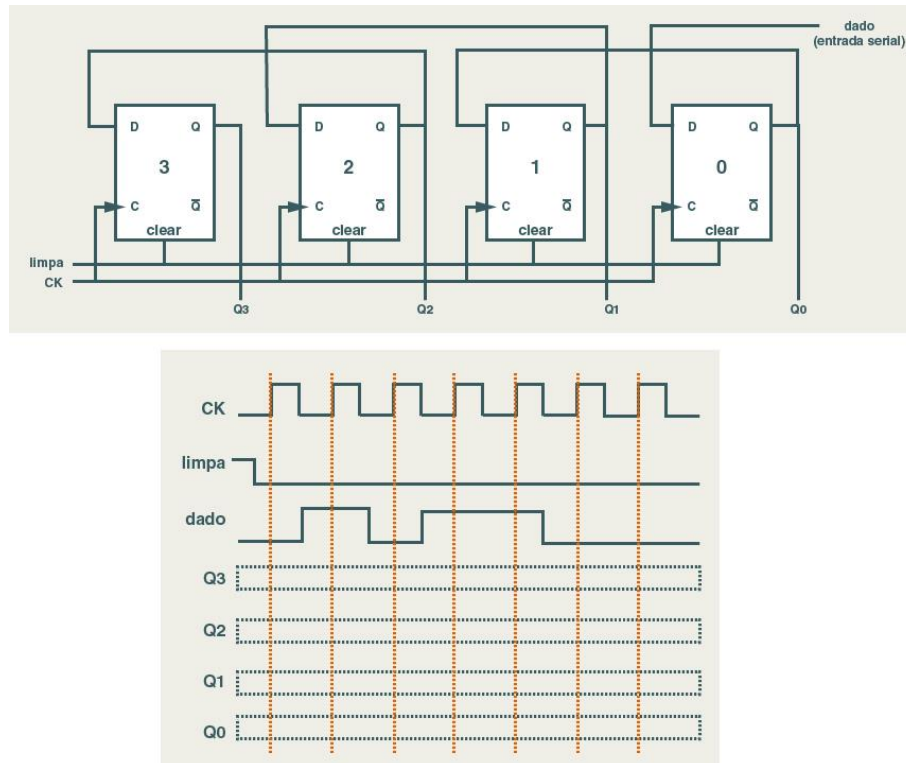 dado
(entrada serial)
D Q D Q D Q D Q
3 2 1 0
C Q̅ C Q̅ C Q̅ C Q̅
clear clear clear clear
limpa
CK
Q3 Q2 Q1 Q0
CK
limpa
dado
Q3
Q2
Q1
Q0